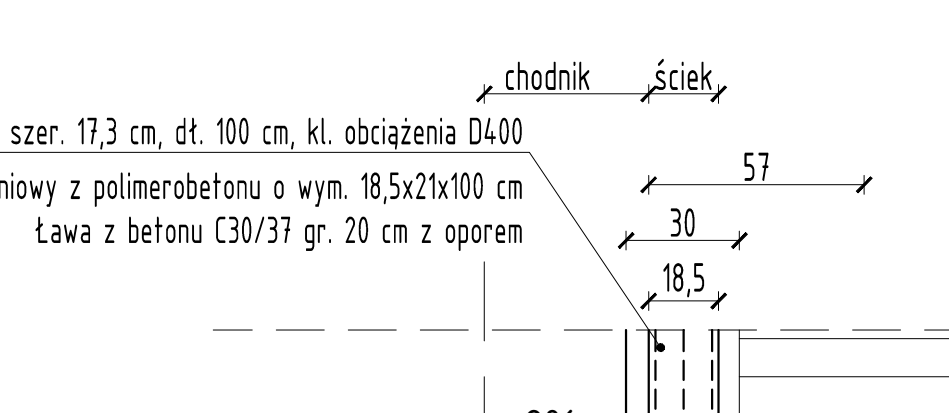 chodnik ściek
szer. 17,3 cm, dł. 100 cm, kl. obciążenia D400
57
z polimerobetonu o wym. 18,5x21x100 cm
30
Ława z betonu C30/37 gr. 20 cm z oporem
18,5